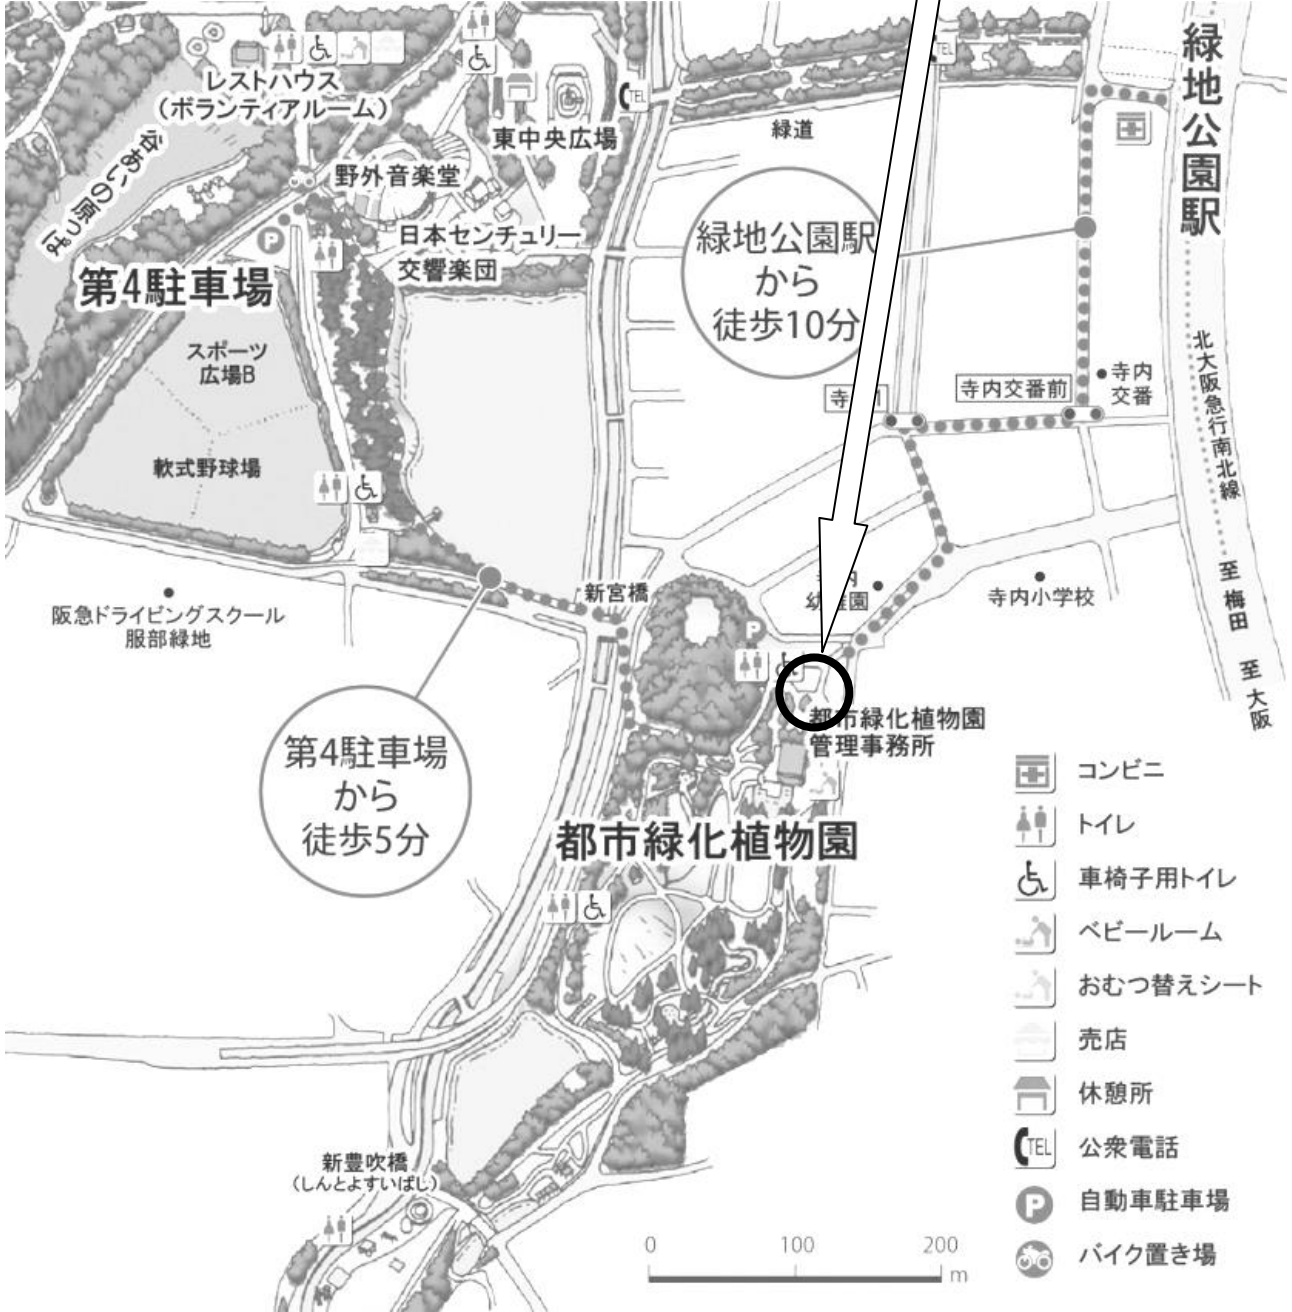 緑地公園駅
レストハウス
(ボランティアルーム)
TEL
TEL
東中央広場
緑道
谷あいの原っぱ
野外音楽堂
日本センチュリー
交響楽団
P
第4駐車場
緑地公園駅
から
徒歩10分
スポーツ
広場B
軟式野球場
寺内交番前
寺内
交番
北大阪急行南北線
至 梅田
至 大阪
新宮橋
阪急ドライビングスクール
服部緑地
幼稚園
寺内小学校
P
第4駐車場
から
徒歩5分
都市緑化植物園
管理事務所
都市緑化植物園
新豊吹橋
(しんとよすいばし)
コンビニ
トイレ
車椅子用トイレ
ベビールーム
おむつ替えシート
売店
休憩所
TEL 公衆電話
P 自動車駐車場
バイク置き場
0 100 200
m